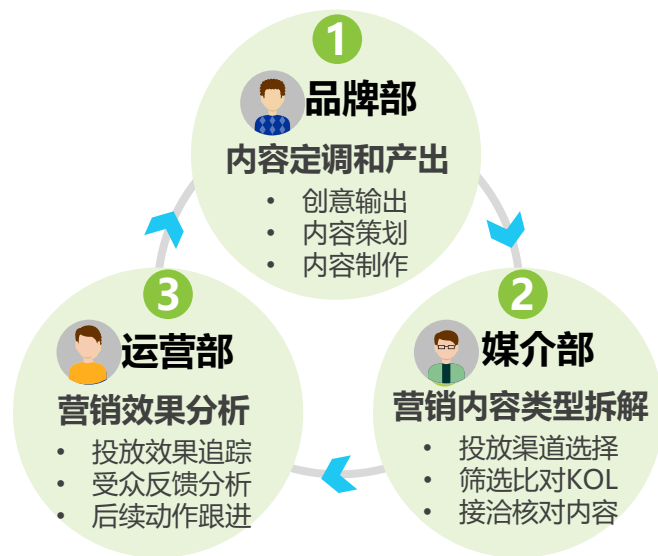 1
品牌部
内容定调和产出
• 创意输出
• 内容策划
• 内容制作
2
媒介部
营销内容类型拆解
• 投放渠道选择
• 筛选比对KOL
• 接洽核对内容
3
运营部
营销效果分析
• 投放效果追踪
• 受众反馈分析
• 后续动作跟进